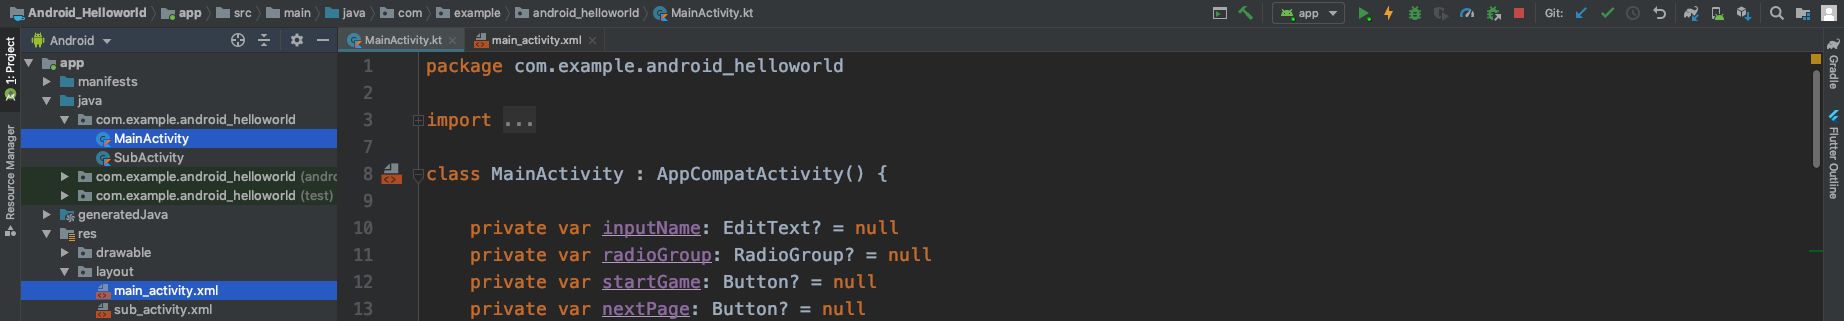 Android_Helloworld app src main java com example android_helloworld MainActivity.kt app Git:
Android MainActivity.kt main_activity.xml
1: Project
Resource Manager
app
manifests
java
com.example.android_helloworld
MainActivity
SubActivity
com.example.android_helloworld (andro
com.example.android_helloworld (test)
generatedJava
res
drawable
layout
main_activity.xml
sub_activity.xml
1 package com.example.android_helloworld
2
3 import ...
7
8 class MainActivity : AppCompatActivity() {
9
10 private var inputName: EditText? = null
11 private var radioGroup: RadioGroup? = null
12 private var startGame: Button? = null
13 private var nextPage: Button? = null
Gradle
Flutter Outline